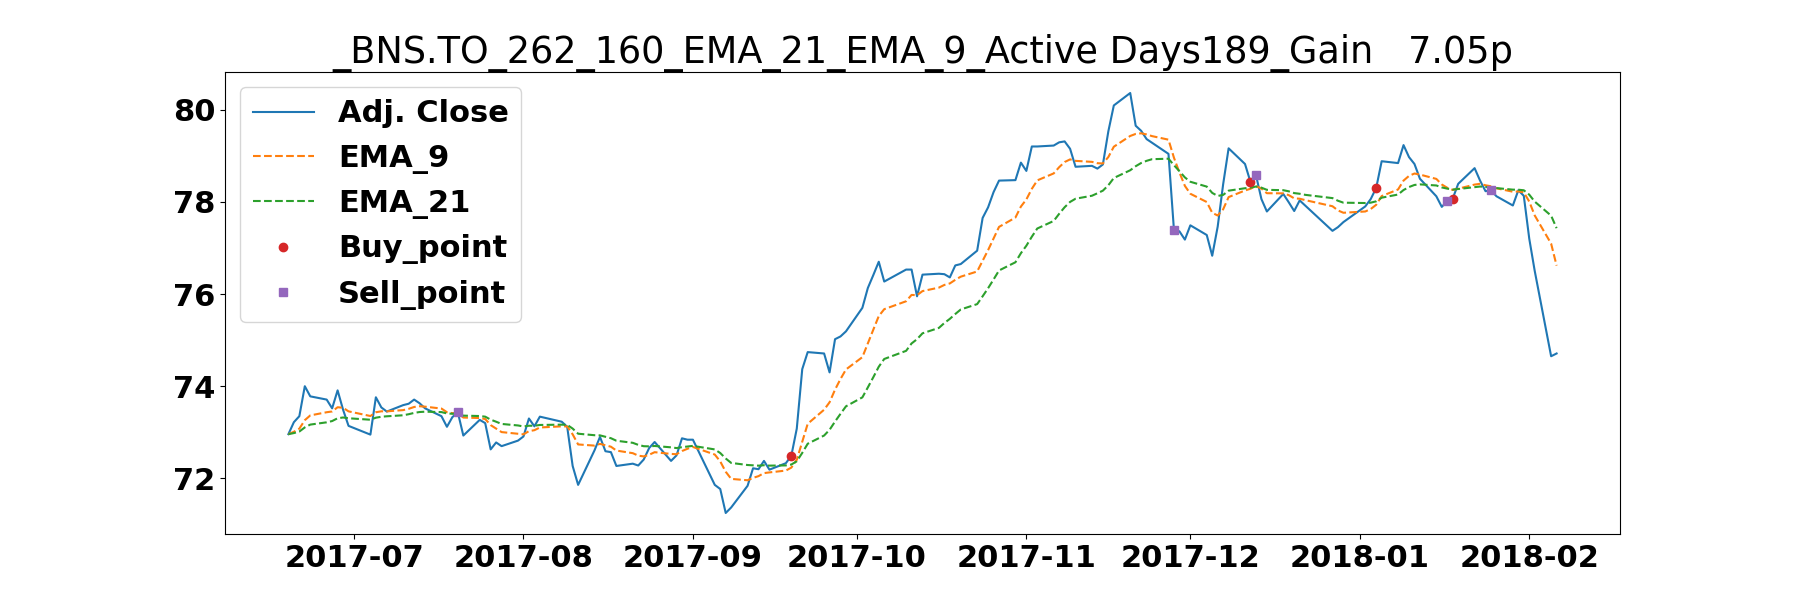 _BNS.TO_262_160_EMA_21_EMA_9_Active Days189_Gain   7.05p
80
78
76
74
72
Adj. Close
EMA_9
EMA_21
Buy_point
Sell_point
2017-07 2017-08 2017-09 2017-10 2017-11 2017-12 2018-01 2018-02